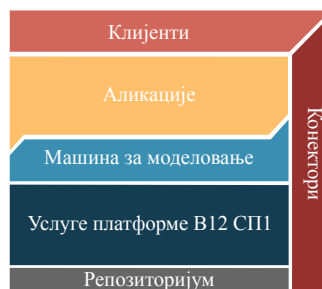 Клијенти
Аликације
Машина за моделовање
Услуге платформе В12 СП1
Репозиторијум
Конектори